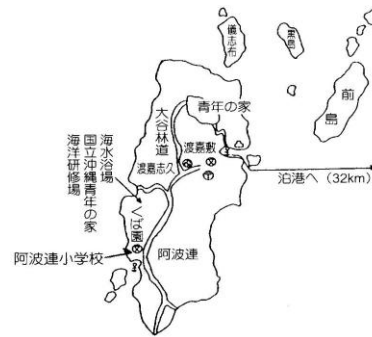 儀志布
黒島
前島
青年の家
大谷林道
渡嘉敷
渡嘉志久
泊港へ (32km)
海水浴場
国立沖縄青年の家
海洋研修場
くば園
阿波連小学校
阿波連